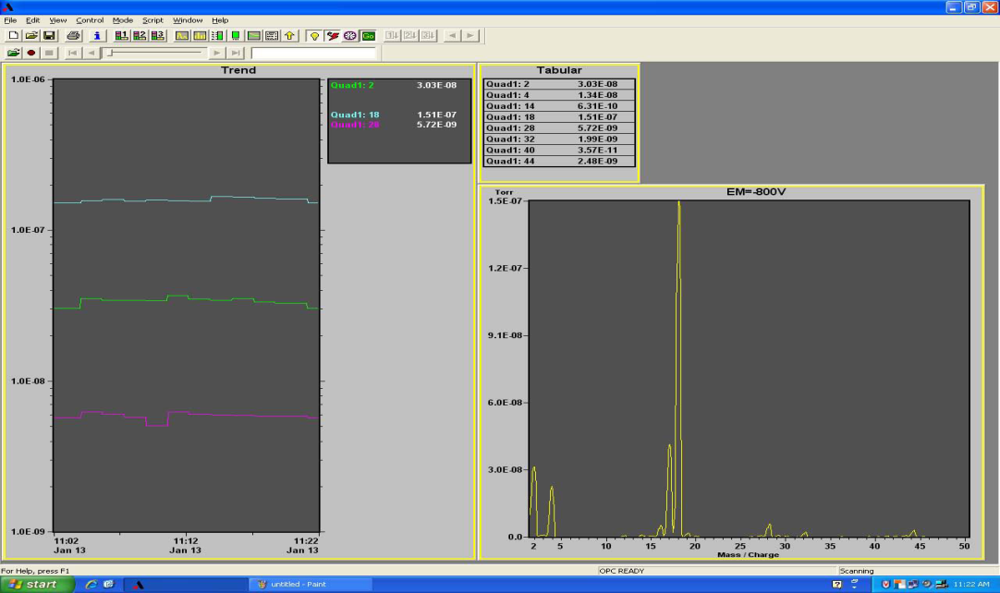 File Edit View Control Mode Script Window Help
Trend
1.0E-06
1.0E-07
1.0E-08
1.0E-09
11:02 11:12 11:22
Jan 13 Jan 13 Jan 13
Quad1: 2 3.03E-08
Quad1: 18 1.51E-07
Quad1: 28 5.72E-09
Tabular
Quad1: 2 3.03E-08
Quad1: 4 1.34E-08
Quad1: 14 6.31E-10
Quad1: 18 1.51E-07
Quad1: 28 5.72E-09
Quad1: 32 1.99E-09
Quad1: 40 3.57E-11
Quad1: 44 2.48E-09
Torr EM=-800V
1.5E-07
1.2E-07
9.1E-08
6.0E-08
3.0E-08
0.0
2 5 10 15 20 25 30 35 40 45 50
Mass / Charge
For Help, press F1 OPC READY Scanning
start untitled - Paint 11:22 AM